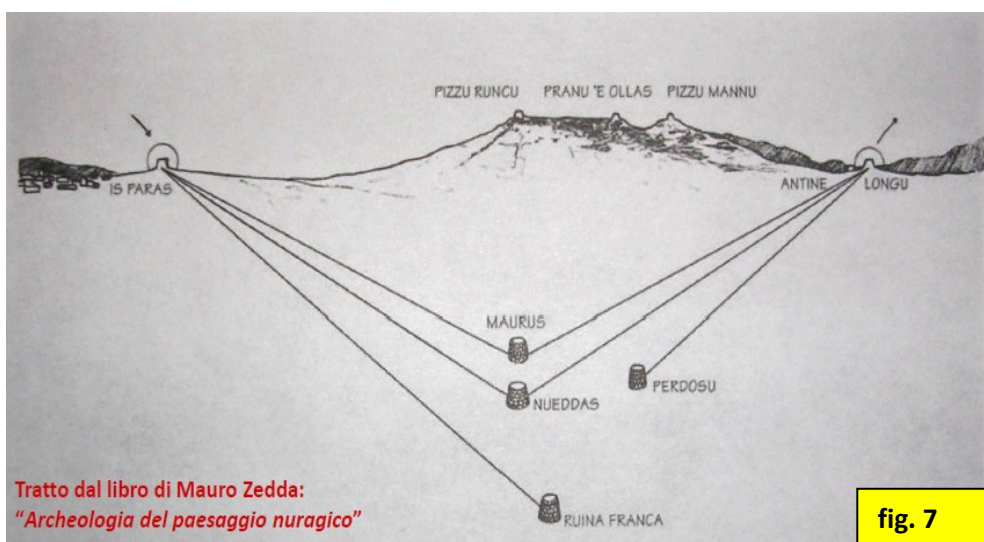 PIZZU RUNCU PRANU 'E OLLAS PIZZU MANNU
IS PARAS
ANTINE LONGU
MAURUS
PERDOSU
NUEDDAS
RUINA FRANCA
Tratto dal libro di Mauro Zedda:
"Archeologia del paesaggio nuragico"
fig. 7